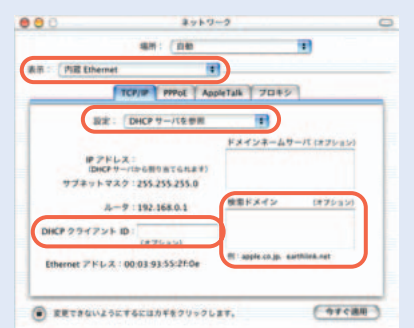 ネットワーク
場所： 自動
表示： 内蔵 Ethernet
TCP/IP PPPoE AppleTalk プロキシ
設定： DHCP サーバを参照
ドメインネームサーバ （オプション）
IP アドレス：
（DHCP サーバから割り当てられます）
サブネットマスク：255.255.255.0
ルータ：192.168.0.1
検索ドメイン （オプション）
DHCP クライアント ID：
（オプション）
例：apple.co.jp, earthlink.net
Ethernet アドレス：00:03:93:55:2f:0e
変更できないようにするにはカギをクリックします。
今すぐ適用